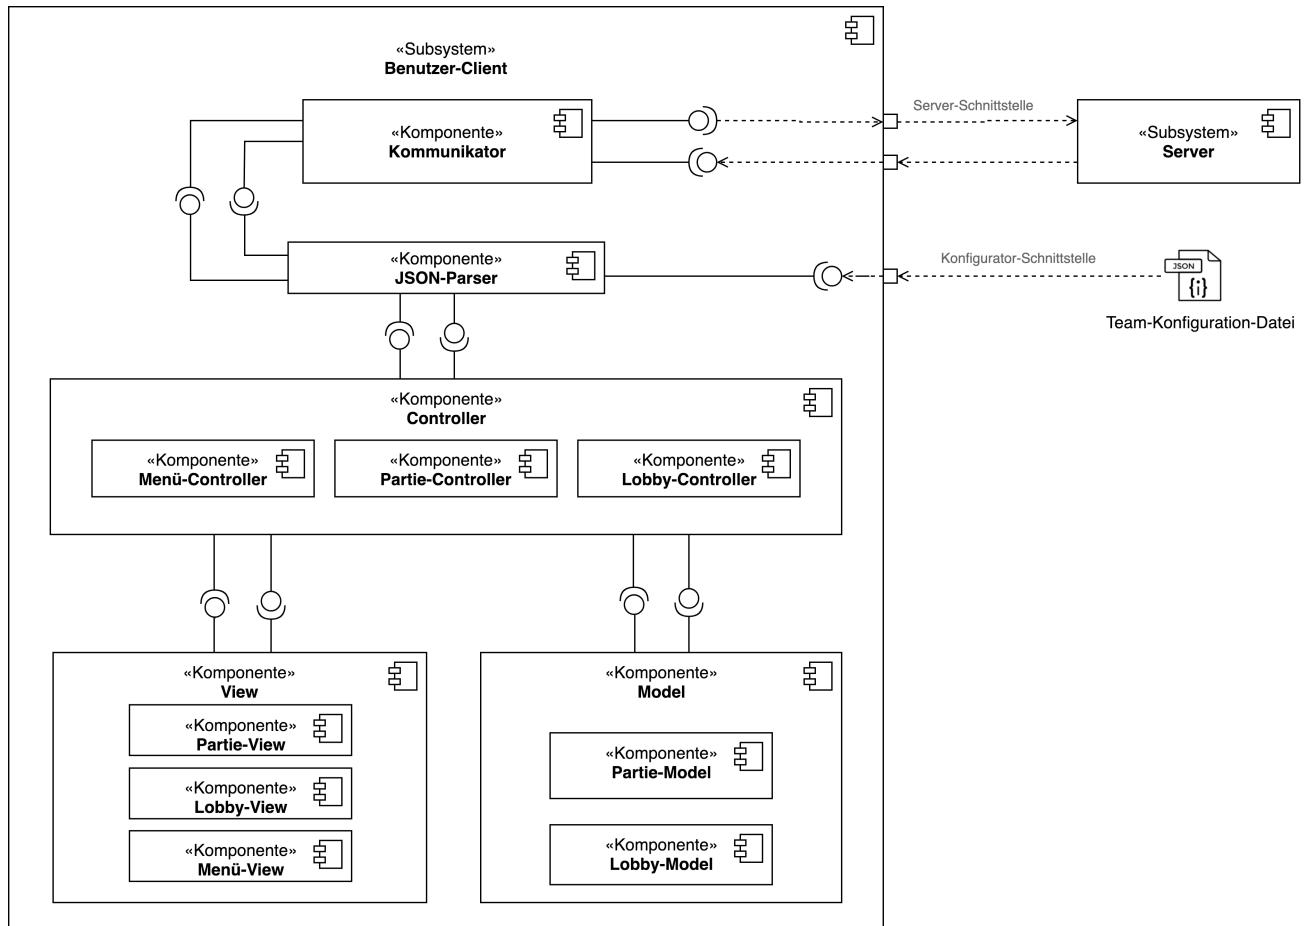 «Subsystem»
Benutzer-Client
«Komponente»
Kommunikator
Server-Schnittstelle
«Subsystem»
Server
«Komponente»
JSON-Parser
Konfigurator-Schnittstelle
JSON
{i}
Team-Konfiguration-Datei
«Komponente»
Controller
«Komponente»
Menü-Controller
«Komponente»
Partie-Controller
«Komponente»
Lobby-Controller
«Komponente»
View
«Komponente»
Partie-View
«Komponente»
Lobby-View
«Komponente»
Menü-View
«Komponente»
Model
«Komponente»
Partie-Model
«Komponente»
Lobby-Model